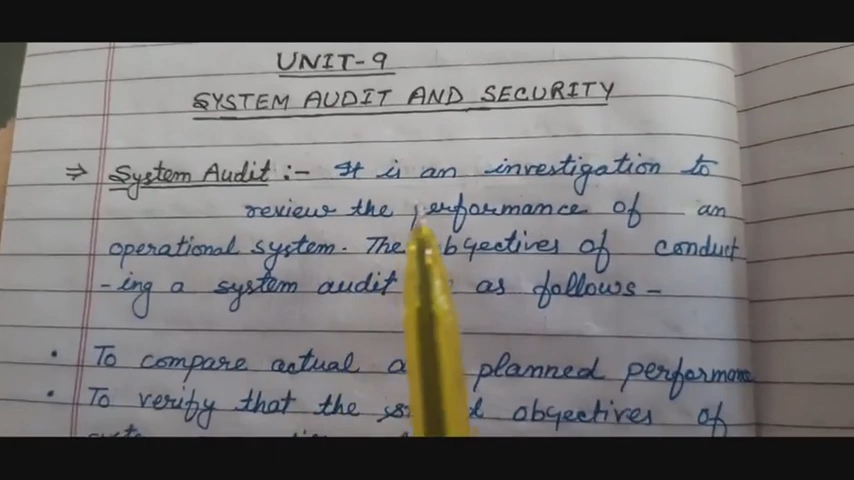 UNIT-9
SYSTEM AUDIT AND SECURITY
⇒ System Audit :- It is an investigation to
review the performance of an
operational system. The objectives of conduct
-ing a system audit as follows -
• To compare actual planned performance
• To verify that the objectives of